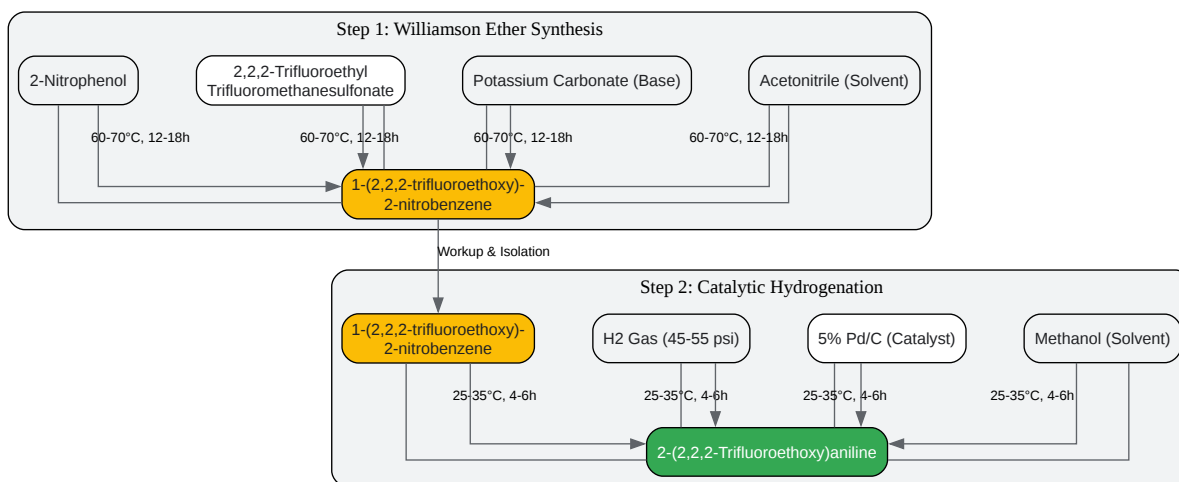 Step 1: Williamson Ether Synthesis
2-Nitrophenol
2,2,2-Trifluoroethyl
Trifluoromethanesulfonate
Potassium Carbonate (Base)
Acetonitrile (Solvent)
60-70°C, 12-18h
60-70°C, 12-18h
60-70°C, 12-18h
60-70°C, 12-18h
1-(2,2,2-trifluoroethoxy)-
2-nitrobenzene
Workup & Isolation
Step 2: Catalytic Hydrogenation
1-(2,2,2-trifluoroethoxy)-
2-nitrobenzene
H2 Gas (45-55 psi)
5% Pd/C (Catalyst)
Methanol (Solvent)
25-35°C, 4-6h
25-35°C, 4-6h
25-35°C, 4-6h
25-35°C, 4-6h
2-(2,2,2-Trifluoroethoxy)aniline